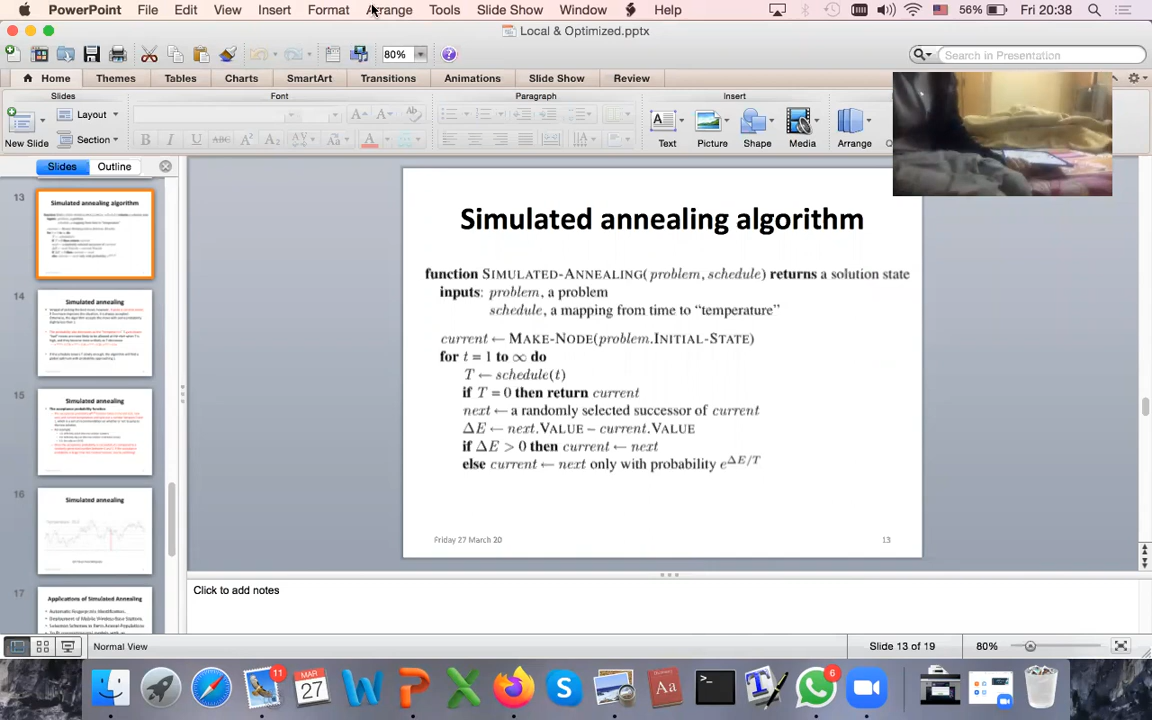 PowerPoint File Edit View Insert Format Arrange Tools Slide Show Window Help 56% Fri 20:38
Local & Optimized.pptx
80% Search in Presentation
Home Themes Tables Charts SmartArt Transitions Animations Slide Show Review
Slides Font Paragraph Insert
New Slide Layout Section B I U ABC Text Picture Shape Media Arrange
Slides Outline
13
Simulated annealing algorithm
14
Simulated annealing
15
Simulated annealing
16
Simulated annealing
17
Applications of Simulated Annealing
Simulated annealing algorithm
function SIMULATED-ANNEALING( problem, schedule) returns a solution state
inputs: problem, a problem
schedule, a mapping from time to “temperature”
current ← MAKE-NODE(problem.INITIAL-STATE)
for t = 1 to ∞ do
T ← schedule(t)
if T = 0 then return current
next ← a randomly selected successor of current
ΔE ← next.VALUE – current.VALUE
if ΔE > 0 then current ← next
else current ← next only with probability e^ΔE/T
Friday 27 March 20 13
Click to add notes
Normal View Slide 13 of 19 80%
11 MAR 27 6